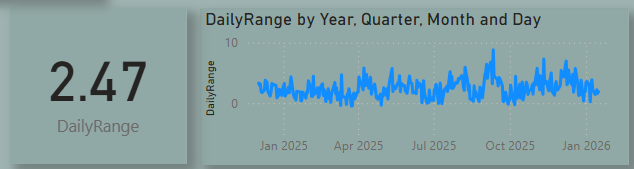 2.47
DailyRange
DailyRange by Year, Quarter, Month and Day
10
DailyRange
0
Jan 2025 Apr 2025 Jul 2025 Oct 2025 Jan 2026